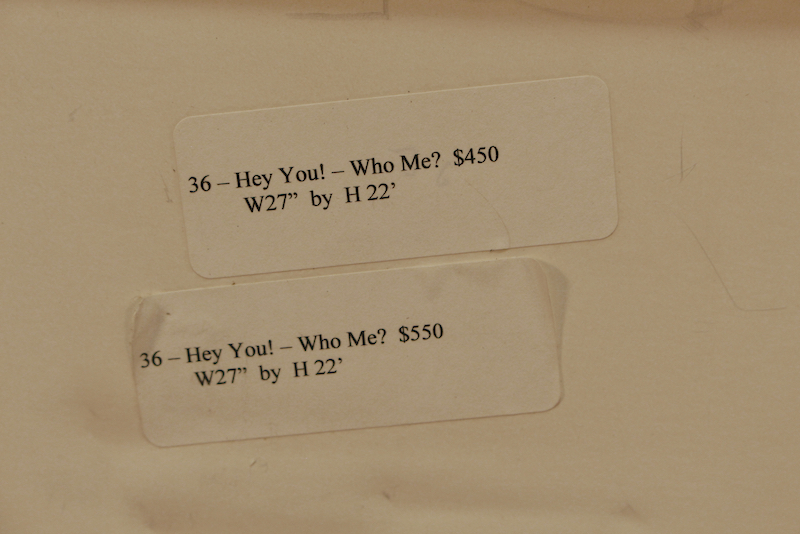 36 – Hey You! – Who Me? $450
W27” by H 22’
36 – Hey You! – Who Me? $550
W27” by H 22’